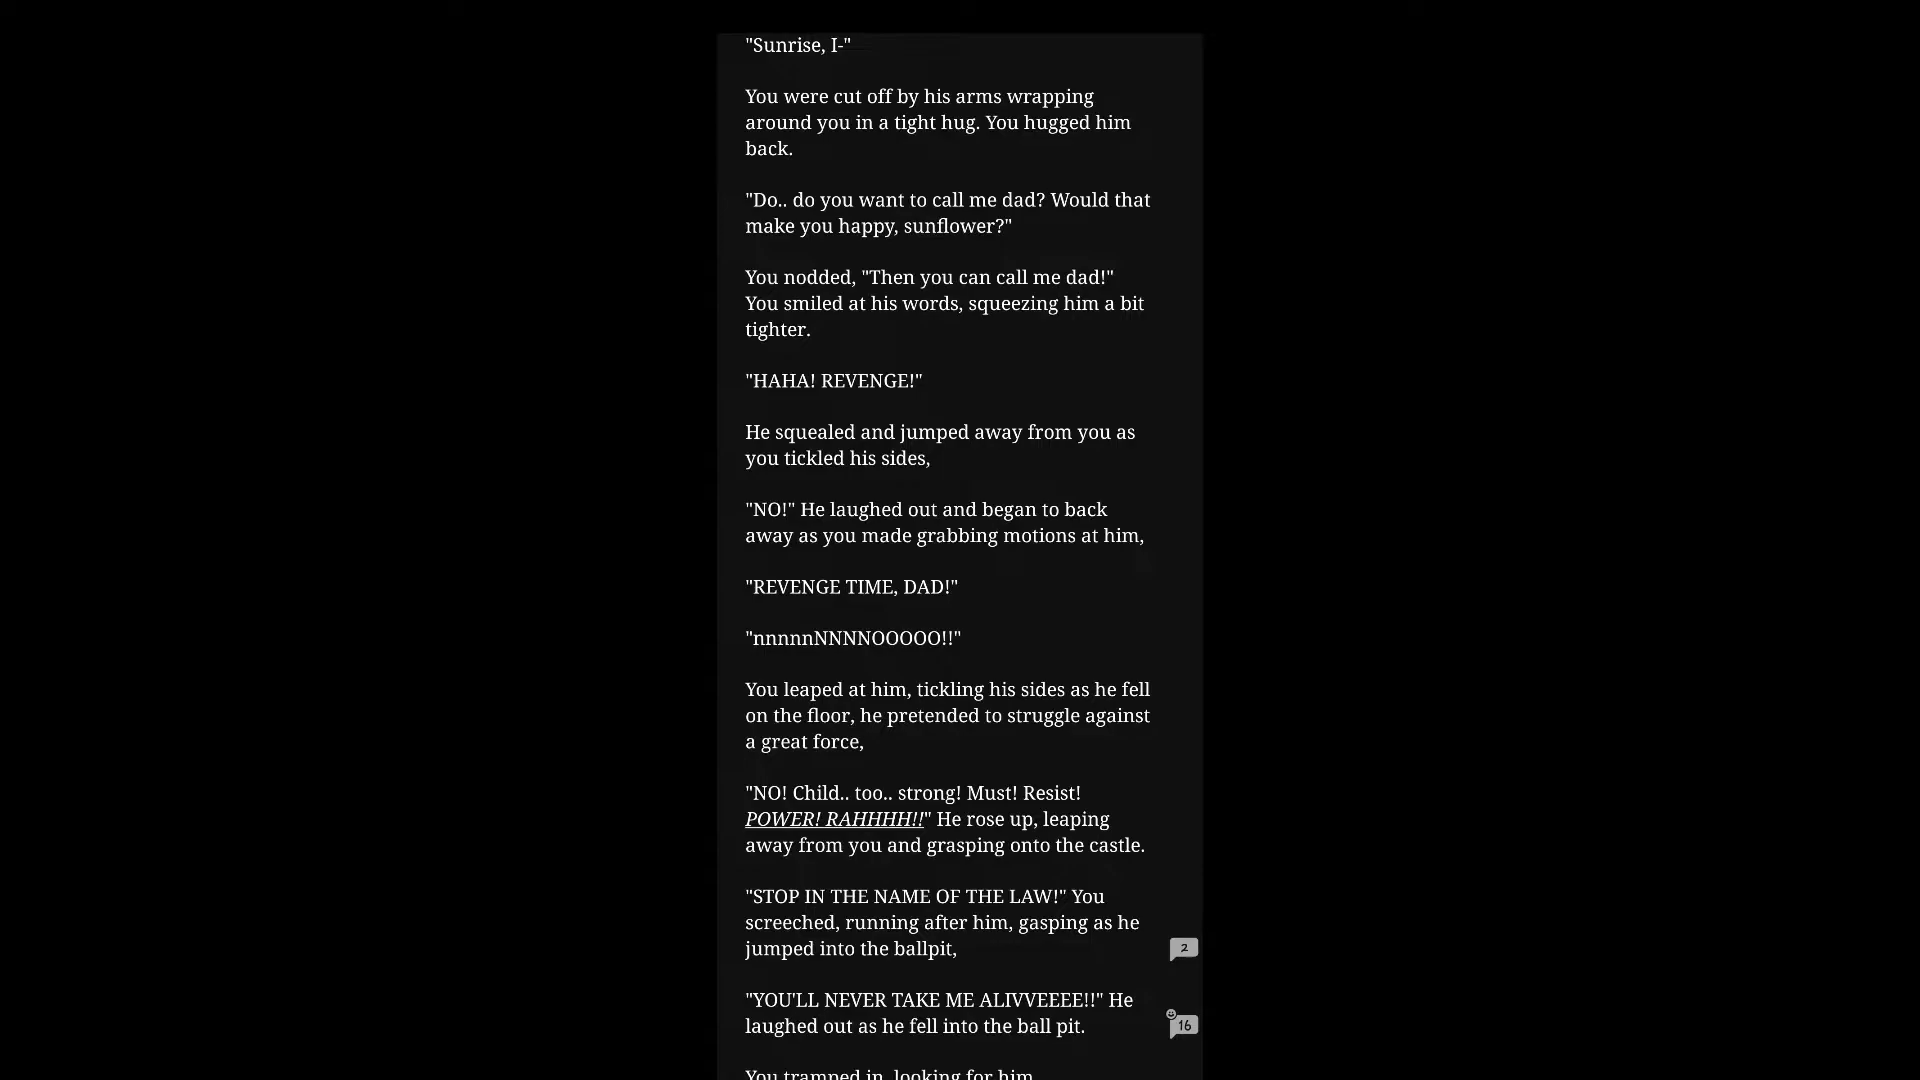 "Sunrise, I-"
You were cut off by his arms wrapping
around you in a tight hug. You hugged him
back.
"Do.. do you want to call me dad? Would that
make you happy, sunflower?"
You nodded, "Then you can call me dad!"
You smiled at his words, squeezing him a bit
tighter.
"HAHA! REVENGE!"
He squealed and jumped away from you as
you tickled his sides,
"NO!" He laughed out and began to back
away as you made grabbing motions at him,
"REVENGE TIME, DAD!"
"nnnnnNNNNOOOOO!!"
You leaped at him, tickling his sides as he fell
on the floor, he pretended to struggle against
a great force,
"NO! Child.. too.. strong! Must! Resist!
POWER! RAHHHH!!" He rose up, leaping
away from you and grasping onto the castle.
"STOP IN THE NAME OF THE LAW!" You
screeched, running after him, gasping as he
jumped into the ballpit,
2
"YOU'LL NEVER TAKE ME ALIVVEEEE!!" He
laughed out as he fell into the ball pit.
16
You tramped in, looking for him